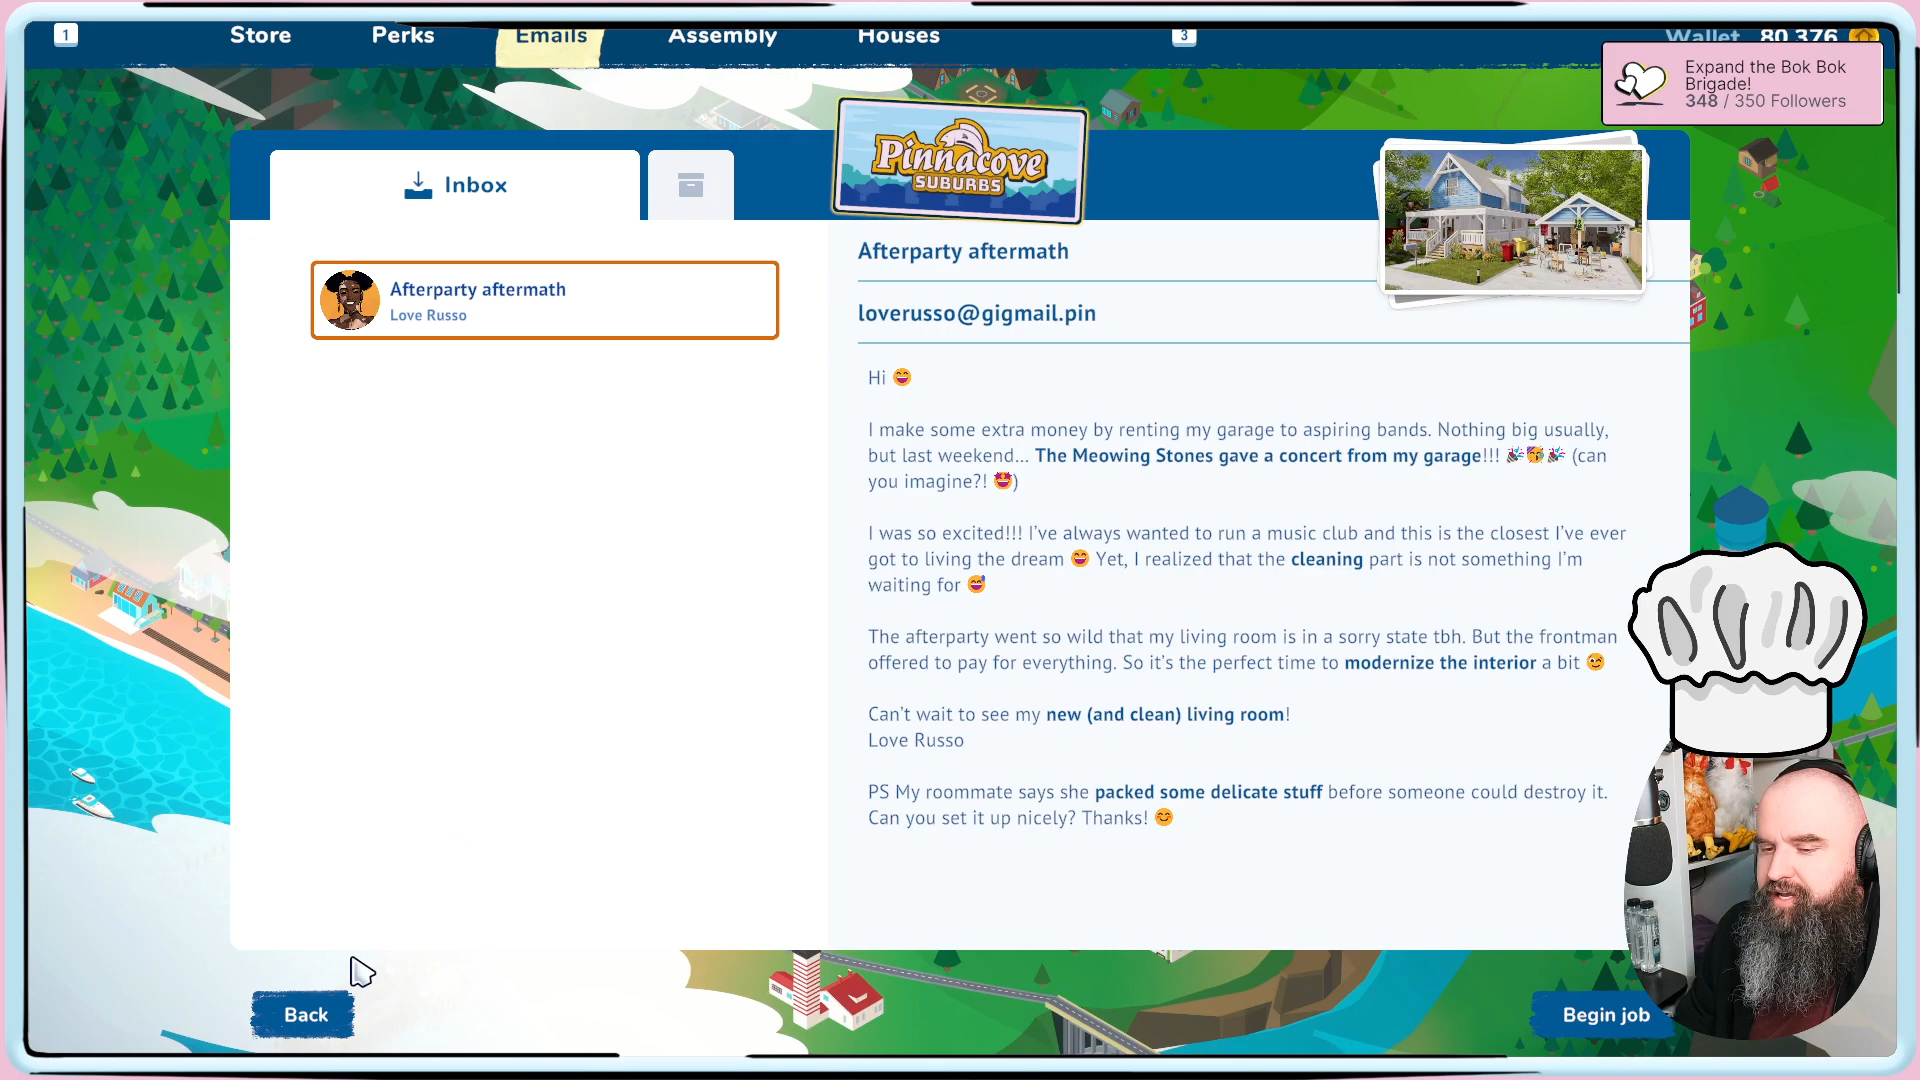 1
Store
Perks
Emails
Assembly
Houses
3
Wallet 80 376
Expand the Bok Bok
Brigade!
348 / 350 Followers
Inbox
Pinnacove
SUBURBS
Afterparty aftermath
Love Russo
Afterparty aftermath
loverusso@gigmail.pin
Hi 😄
I make some extra money by renting my garage to aspiring bands. Nothing big usually,
but last weekend... The Meowing Stones gave a concert from my garage!!! 🎉🥳🎉 (can
you imagine?! 🤩)
I was so excited!!! I've always wanted to run a music club and this is the closest I've ever
got to living the dream 😄 Yet, I realized that the cleaning part is not something I'm
waiting for 😅
The afterparty went so wild that my living room is in a sorry state tbh. But the frontman
offered to pay for everything. So it's the perfect time to modernize the interior a bit 😉
Can't wait to see my new (and clean) living room!
Love Russo
PS My roommate says she packed some delicate stuff before someone could destroy it.
Can you set it up nicely? Thanks! 😊
Back
Begin job